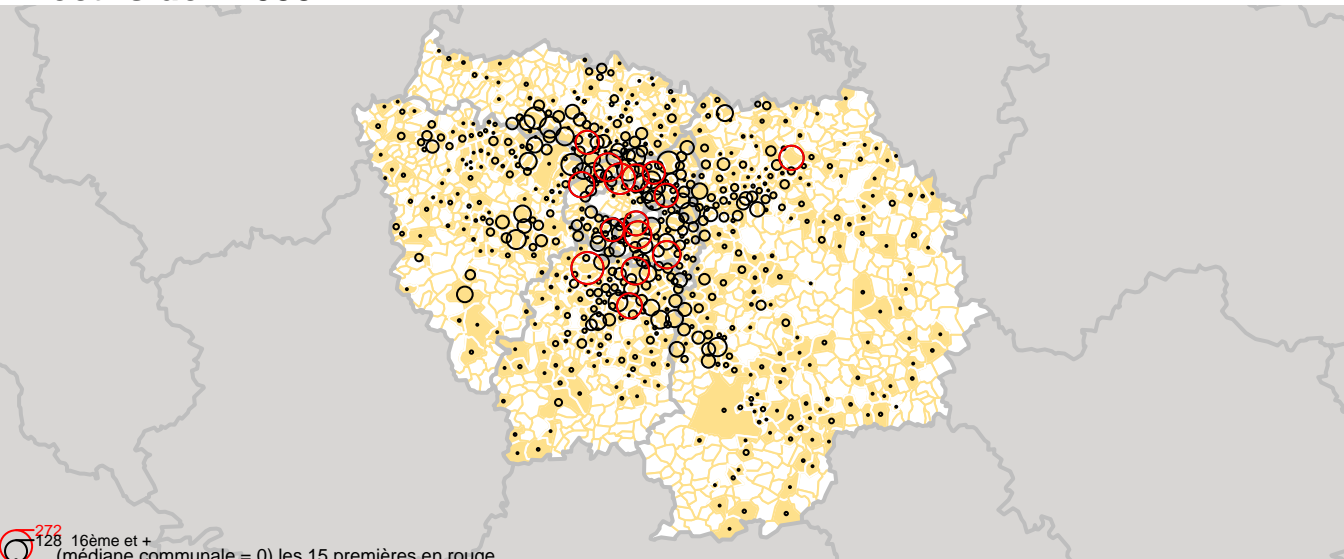 272
128 16ème et +
(médiane communale = 0) les 15 premières en rouge